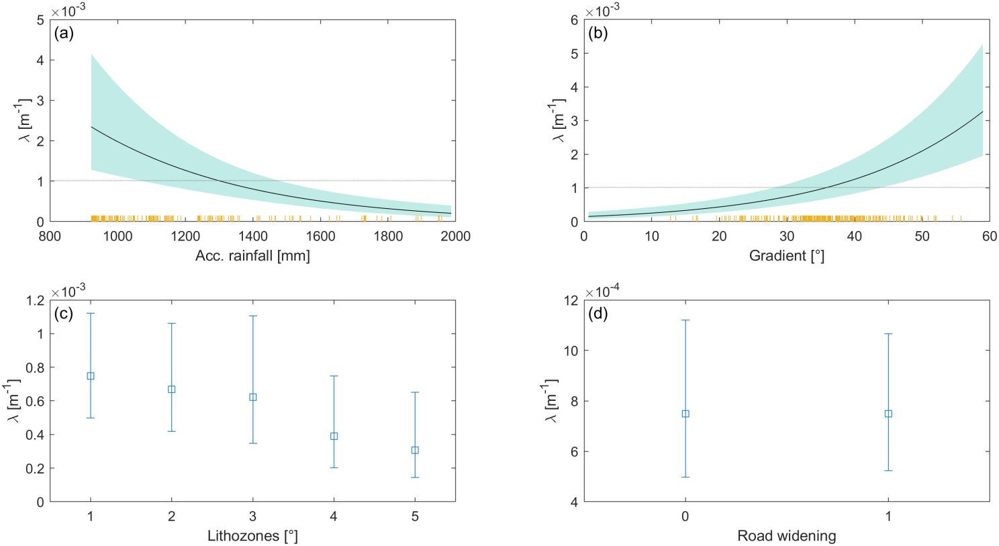 ×10⁻³
(a)
5
4
3
2
1
0
λ [m⁻¹]
800 1000 1200 1400 1600 1800 2000
Acc. rainfall [mm]
×10⁻³
(b)
6
5
4
3
2
1
0
λ [m⁻¹]
0 10 20 30 40 50 60
Gradient [°]
×10⁻³
(c)
1.2
1
0.8
0.6
0.4
0.2
0
λ [m⁻¹]
1 2 3 4 5
Lithozones [°]
×10⁻⁴
(d)
12
10
8
6
4
λ [m⁻¹]
0 1
Road widening